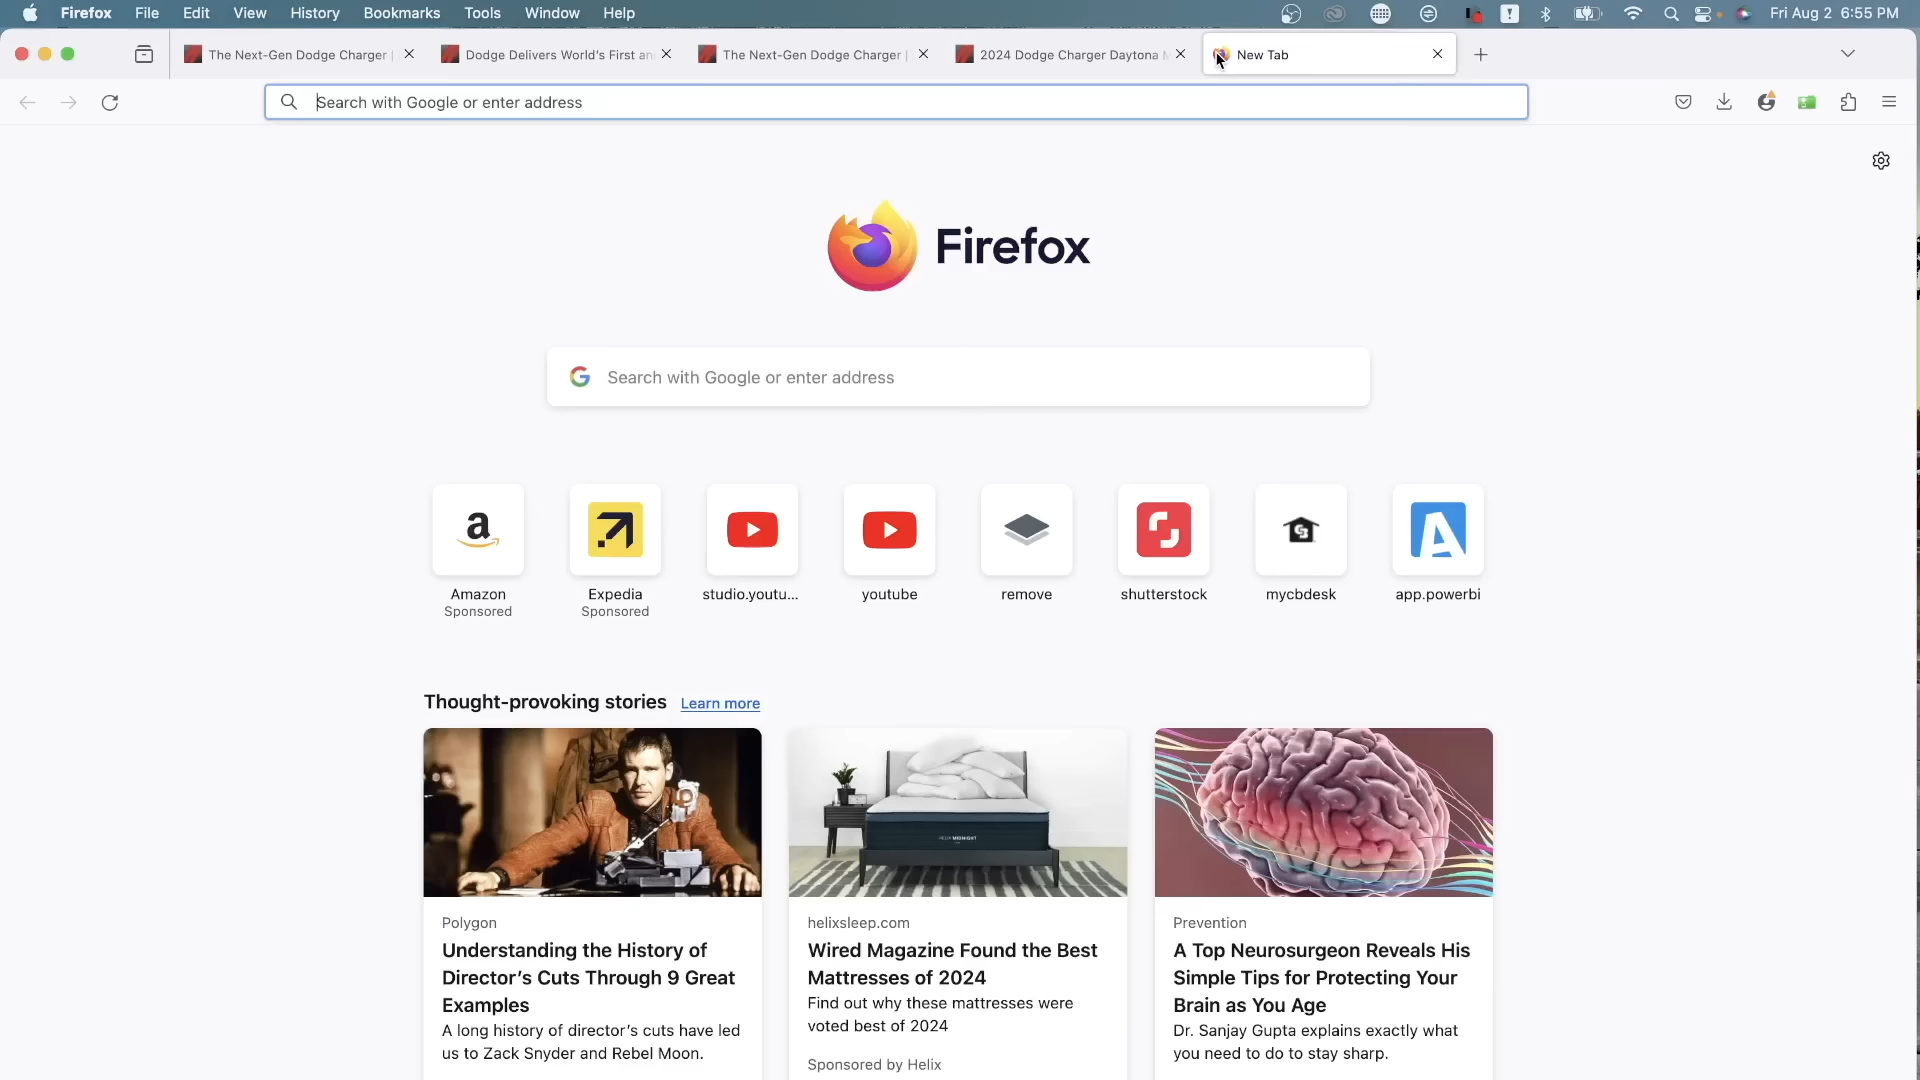 Firefox File Edit View History Bookmarks Tools Window Help Fri Aug 2 6:55 PM
The Next-Gen Dodge Charger | Dodge Delivers World's First an The Next-Gen Dodge Charger | 2024 Dodge Charger Daytona New Tab
Search with Google or enter address
Firefox
Search with Google or enter address
Amazon Expedia studio.youtu... youtube remove shutterstock mycbdesk app.powerbi
Sponsored Sponsored
Thought-provoking stories Learn more
HELIX MIDNIGHT
Polygon
Understanding the History of
Director's Cuts Through 9 Great
Examples
A long history of director's cuts have led
us to Zack Snyder and Rebel Moon.
helixsleep.com
Wired Magazine Found the Best
Mattresses of 2024
Find out why these mattresses were
voted best of 2024
Sponsored by Helix
Prevention
A Top Neurosurgeon Reveals His
Simple Tips for Protecting Your
Brain as You Age
Dr. Sanjay Gupta explains exactly what
you need to do to stay sharp.